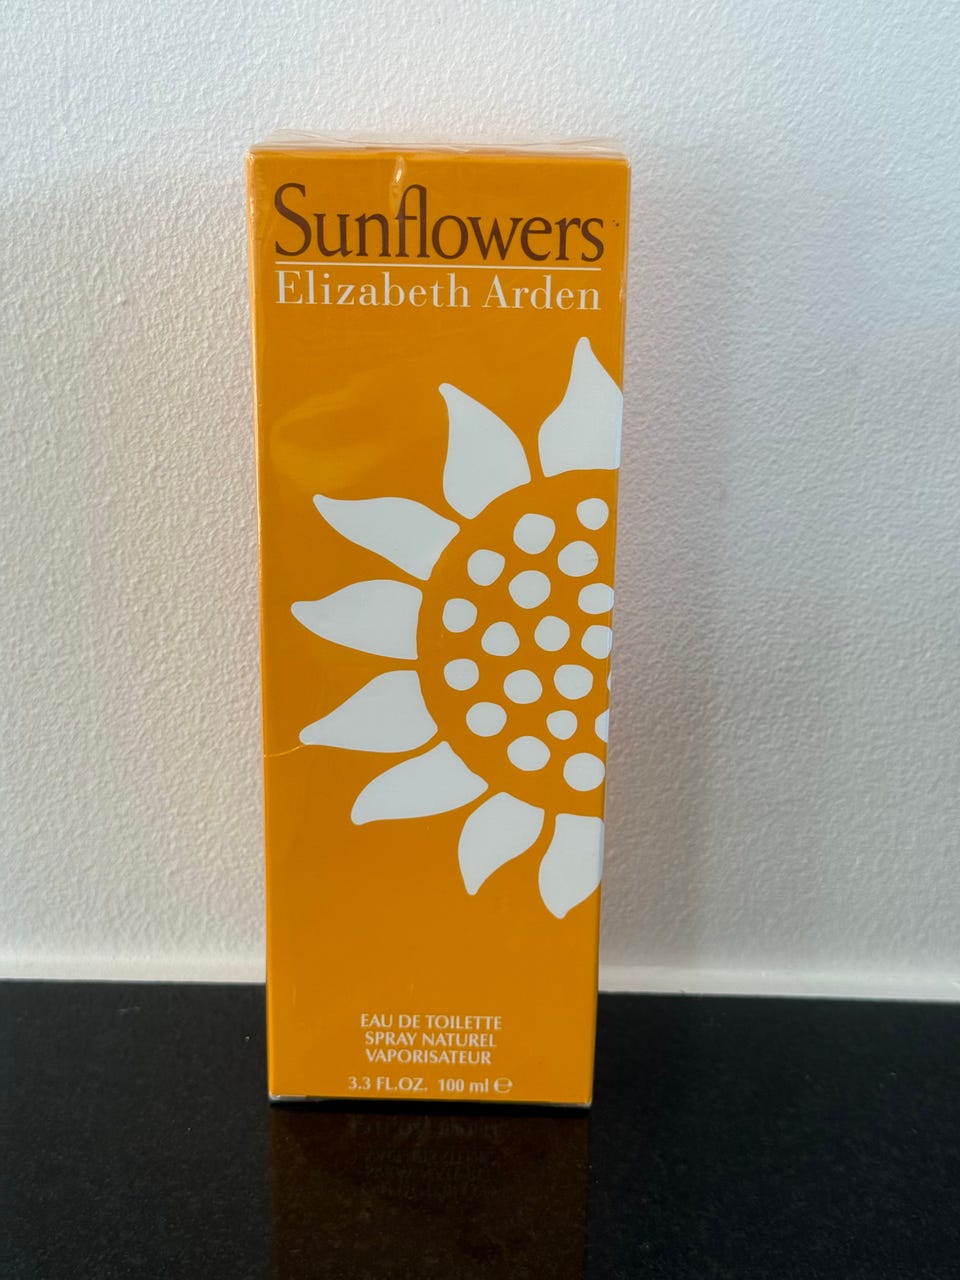 Sunflowers
Elizabeth Arden
EAU DE TOILETTE
SPRAY NATUREL
VAPORISATEUR
3.3 FL.OZ. 100 ml ℮